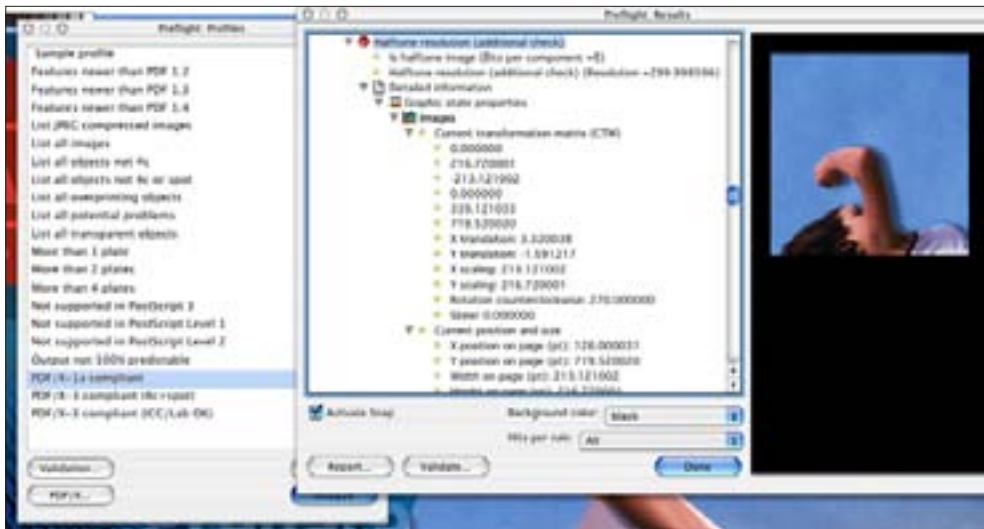 Preflight: Profiles
Sample profile
Features newer than PDF 1.2
Features newer than PDF 1.3
Features newer than PDF 1.4
List JPEG compressed images
List all images
List all objects not 4c
List all objects not 4c or spot
List all overprinting objects
List all potential problems
List all transparent objects
More than 1 plate
More than 2 plates
More than 4 plates
Not supported in PostScript 3
Not supported in PostScript Level 1
Not supported in PostScript Level 2
Output not 100% predictable
PDF/X-1a compliant
PDF/X-3 compliant (4c+spot)
PDF/X-3 compliant (ICC/Lab OK)
Validation...
PDF/X...
Preflight: Results
Halftone resolution (additional check)
Is halftone image (Bits per component =8)
Halftone resolution (additional check) (Resolution =299.998596)
Detailed information
Graphic state properties
Images
Current transformation matrix (CTM)
0.000000
216.720001
-213.121002
0.000000
339.121033
719.520020
X translation: 3.320038
Y translation: -1.591217
X scaling: 213.121002
Y scaling: 216.720001
Rotation counterclockwise: 270.000000
Skew: 0.000000
Current position and size
X position on page (pt): 126.000031
Y position on page (pt): 719.520020
Width on page (pt): 213.121002
Activate Snap
Background color: black
Hits per rule: All
Report...
Validate...
Done